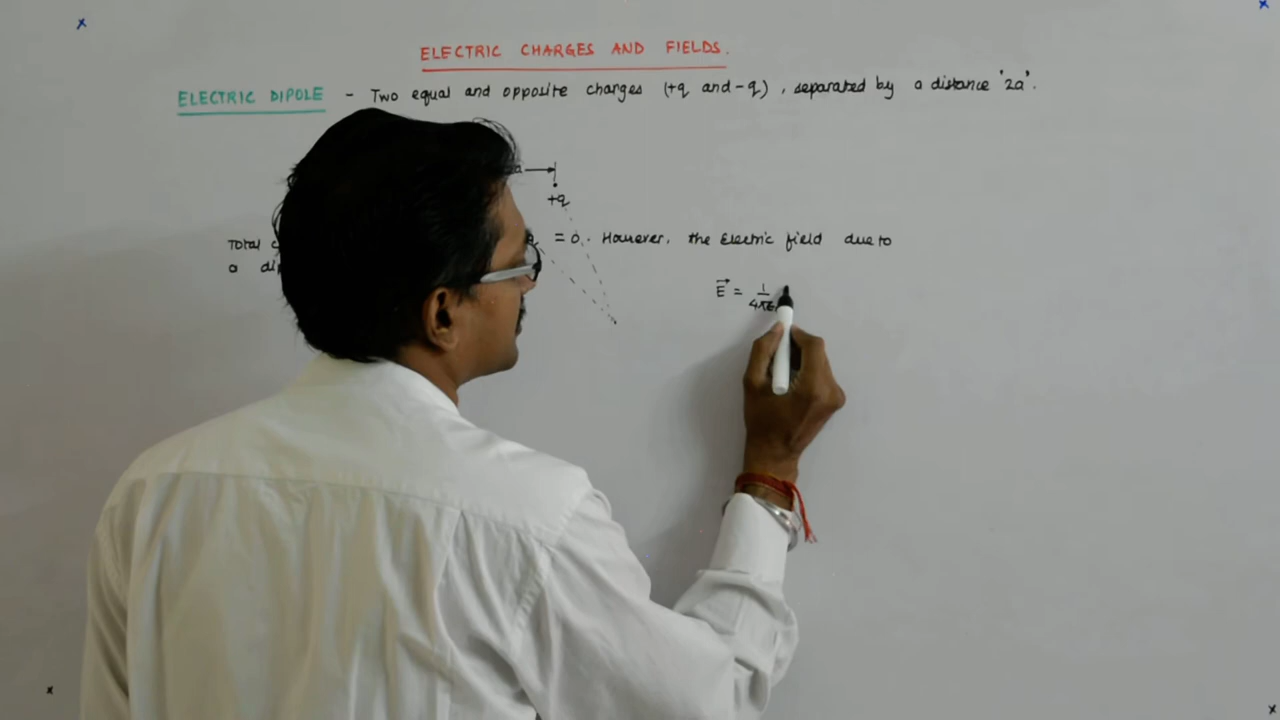 ELECTRIC CHARGES AND FIELDS.
ELECTRIC DIPOLE - Two equal and opposite charges (+q and -q), separated by a distance '2a'.
+q
Total = 0. However, the Electric field due to
a
E⃗ = 1/4πε